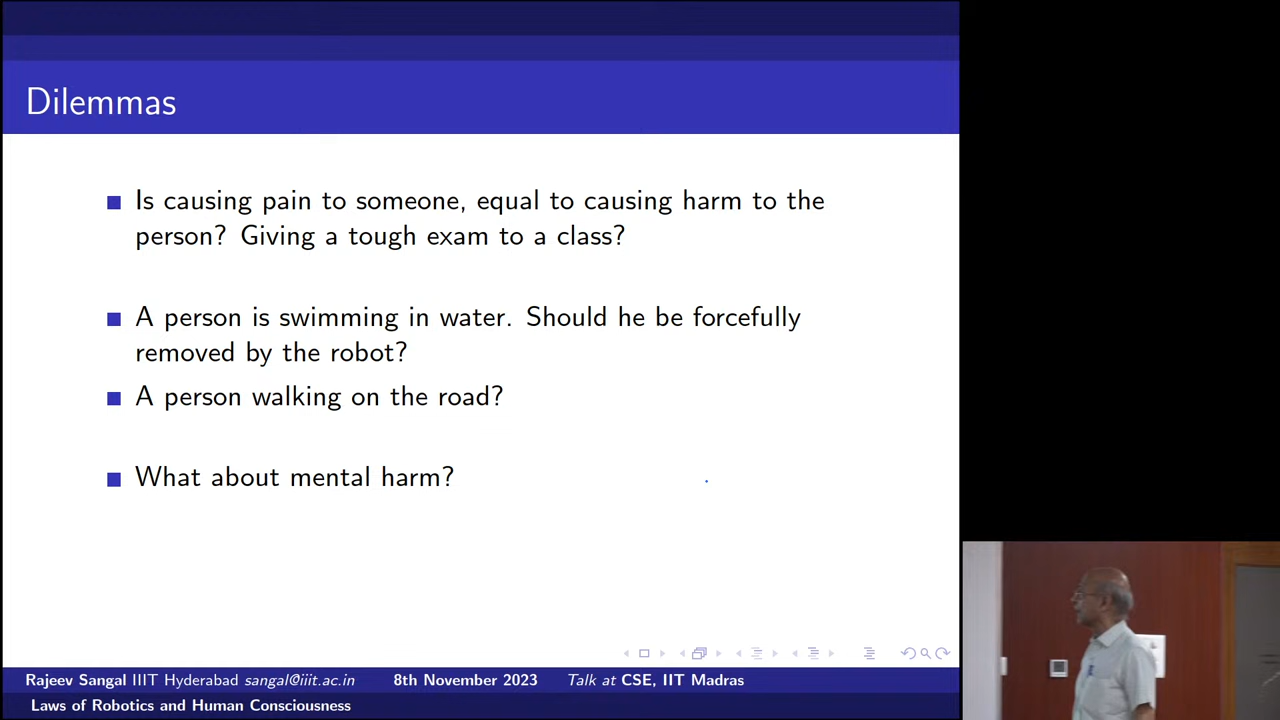 Dilemmas
Is causing pain to someone, equal to causing harm to the
person? Giving a tough exam to a class?
A person is swimming in water. Should he be forcefully
removed by the robot?
A person walking on the road?
What about mental harm?
Rajeev Sangal IIIT Hyderabad sangal@iiit.ac.in 8th November 2023 Talk at CSE, IIT Madras
Laws of Robotics and Human Consciousness